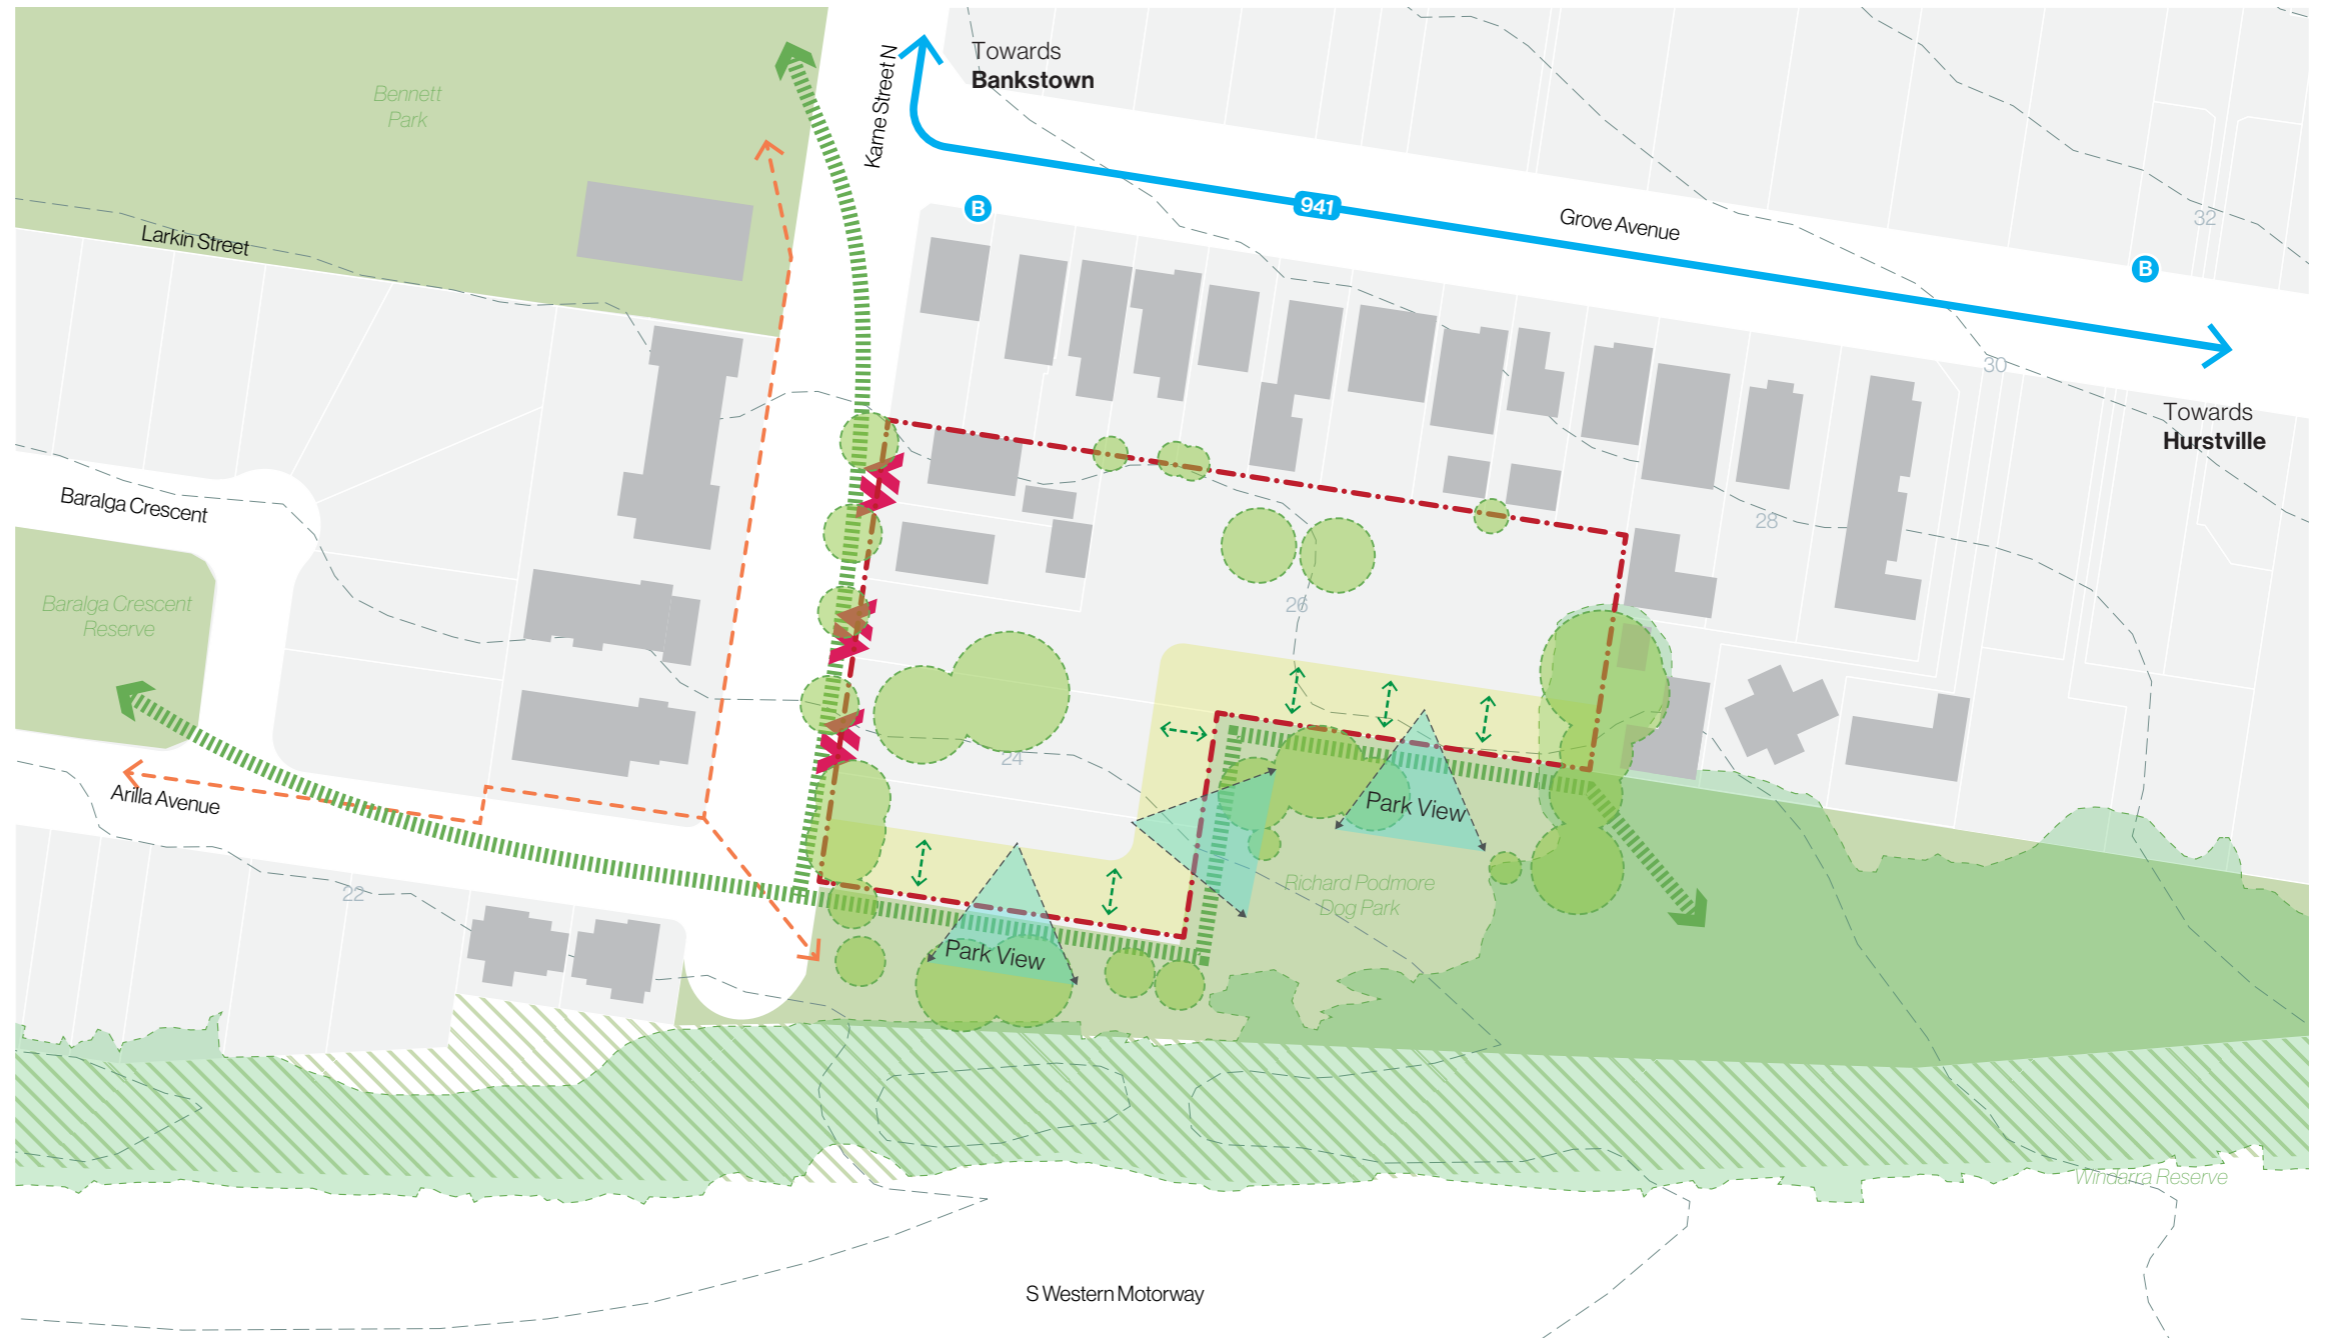 Towards
Bankstown
Karne Street N
Bennett
Park
B
941
Grove Avenue
32
Larkin Street
B
30
Towards
Hurstville
Baralga Crescent
28
Baralga Crescent
Reserve
26
24
Arilla Avenue
Park View
22
Richard Podmore
Dog Park
Park View
Windarra Reserve
S Western Motorway